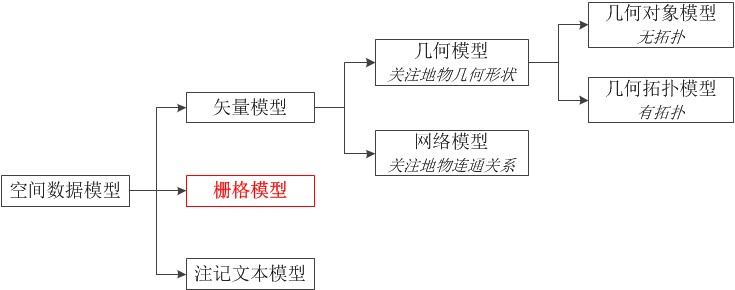 几何对象模型
无拓扑
几何模型
关注地物几何形状
几何拓扑模型
有拓扑
矢量模型
网络模型
关注地物连通关系
空间数据模型
栅格模型
注记文本模型